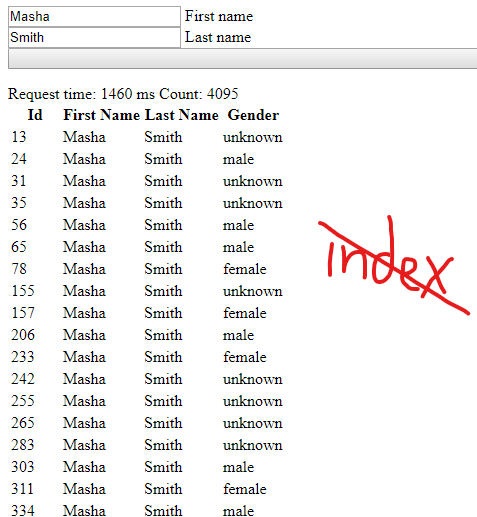 Masha First name
Smith Last name
Request time: 1460 ms Count: 4095
Id First Name Last Name Gender
13 Masha Smith unknown
24 Masha Smith male
31 Masha Smith unknown
35 Masha Smith unknown
56 Masha Smith male
65 Masha Smith male
78 Masha Smith female
155 Masha Smith unknown
157 Masha Smith female
206 Masha Smith male
233 Masha Smith female
242 Masha Smith unknown
255 Masha Smith unknown
265 Masha Smith unknown
283 Masha Smith unknown
303 Masha Smith male
311 Masha Smith female
334 Masha Smith male
index